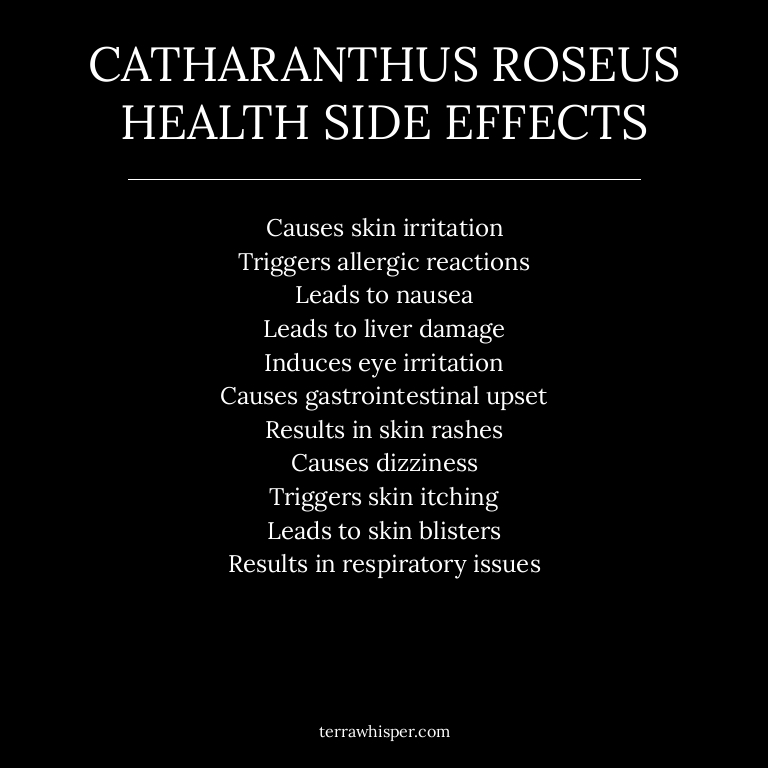 CATHARANTHUS ROSEUS
HEALTH SIDE EFFECTS
Causes skin irritation
Triggers allergic reactions
Leads to nausea
Leads to liver damage
Induces eye irritation
Causes gastrointestinal upset
Results in skin rashes
Causes dizziness
Triggers skin itching
Leads to skin blisters
Results in respiratory issues
terrawhisper.com